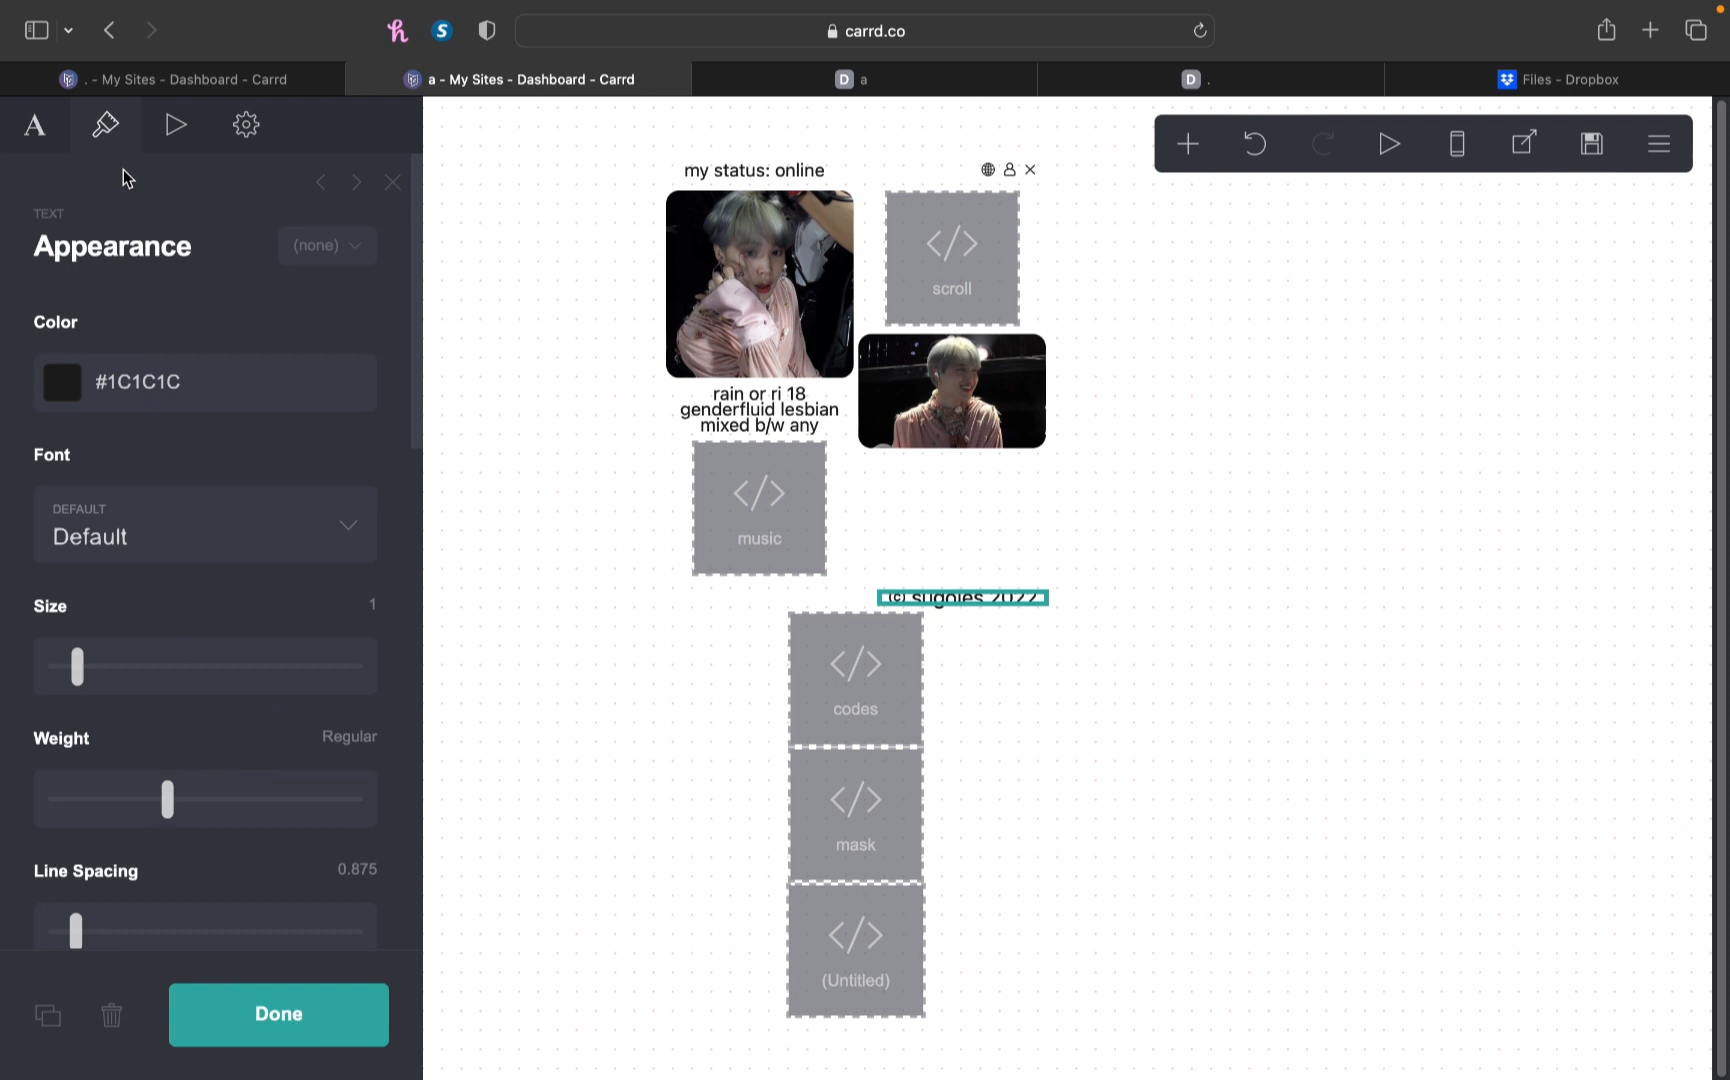 carrd.co
. - My Sites - Dashboard - Carrd
a - My Sites - Dashboard - Carrd
D a
D .
Files - Dropbox
TEXT
Appearance
(none)
Color
#1C1C1C
Font
DEFAULT
Default
Size
1
Weight
Regular
Line Spacing
0.875
Done
my status: online
scroll
rain or ri 18
genderfluid lesbian
mixed b/w any
music
© sugoies 2022
codes
mask
(Untitled)